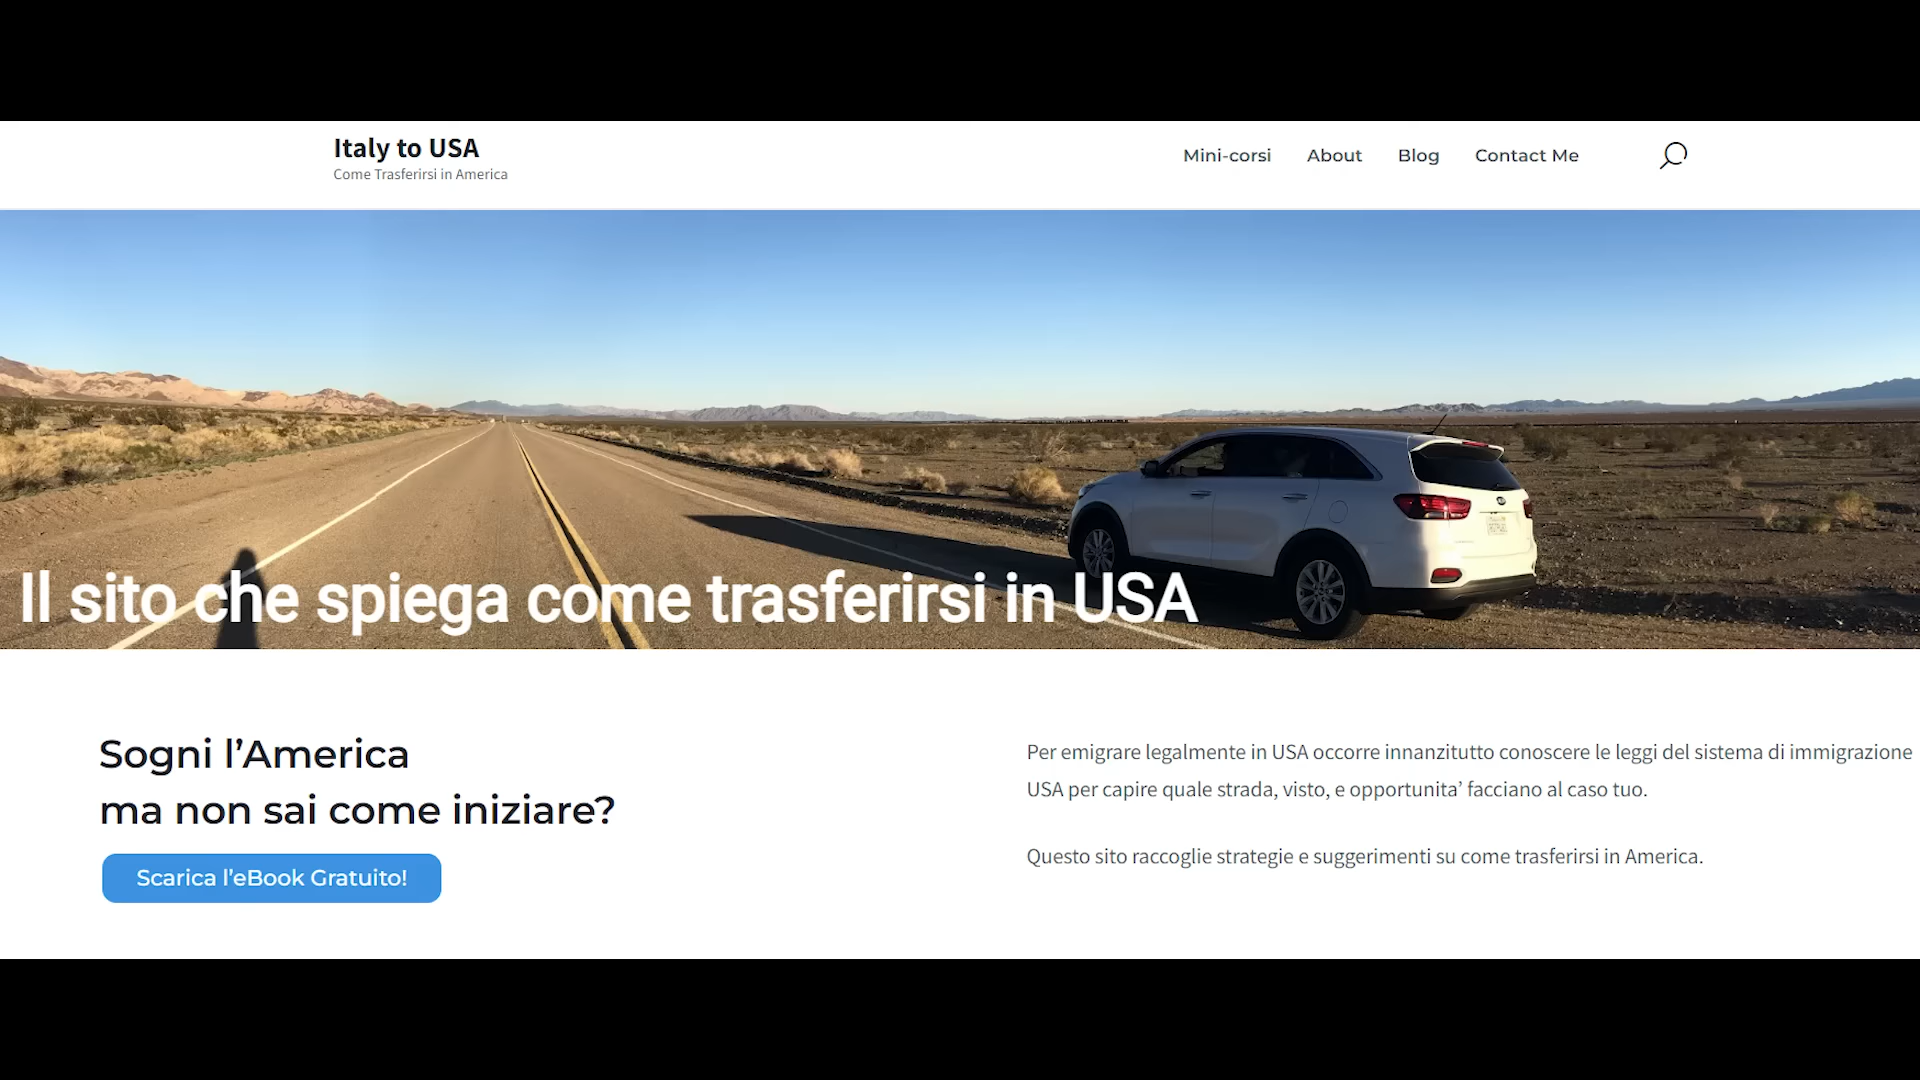 Italy to USA
Come Trasferirsi in America
Mini-corsi About Blog Contact Me
Il sito che spiega come trasferirsi in USA
Sogni l’America
ma non sai come iniziare?
Scarica l’eBook Gratuito!
Per emigrare legalmente in USA occorre innanzitutto conoscere le leggi del sistema di immigrazione
USA per capire quale strada, visto, e opportunita’ facciano al caso tuo.
Questo sito raccoglie strategie e suggerimenti su come trasferirsi in America.